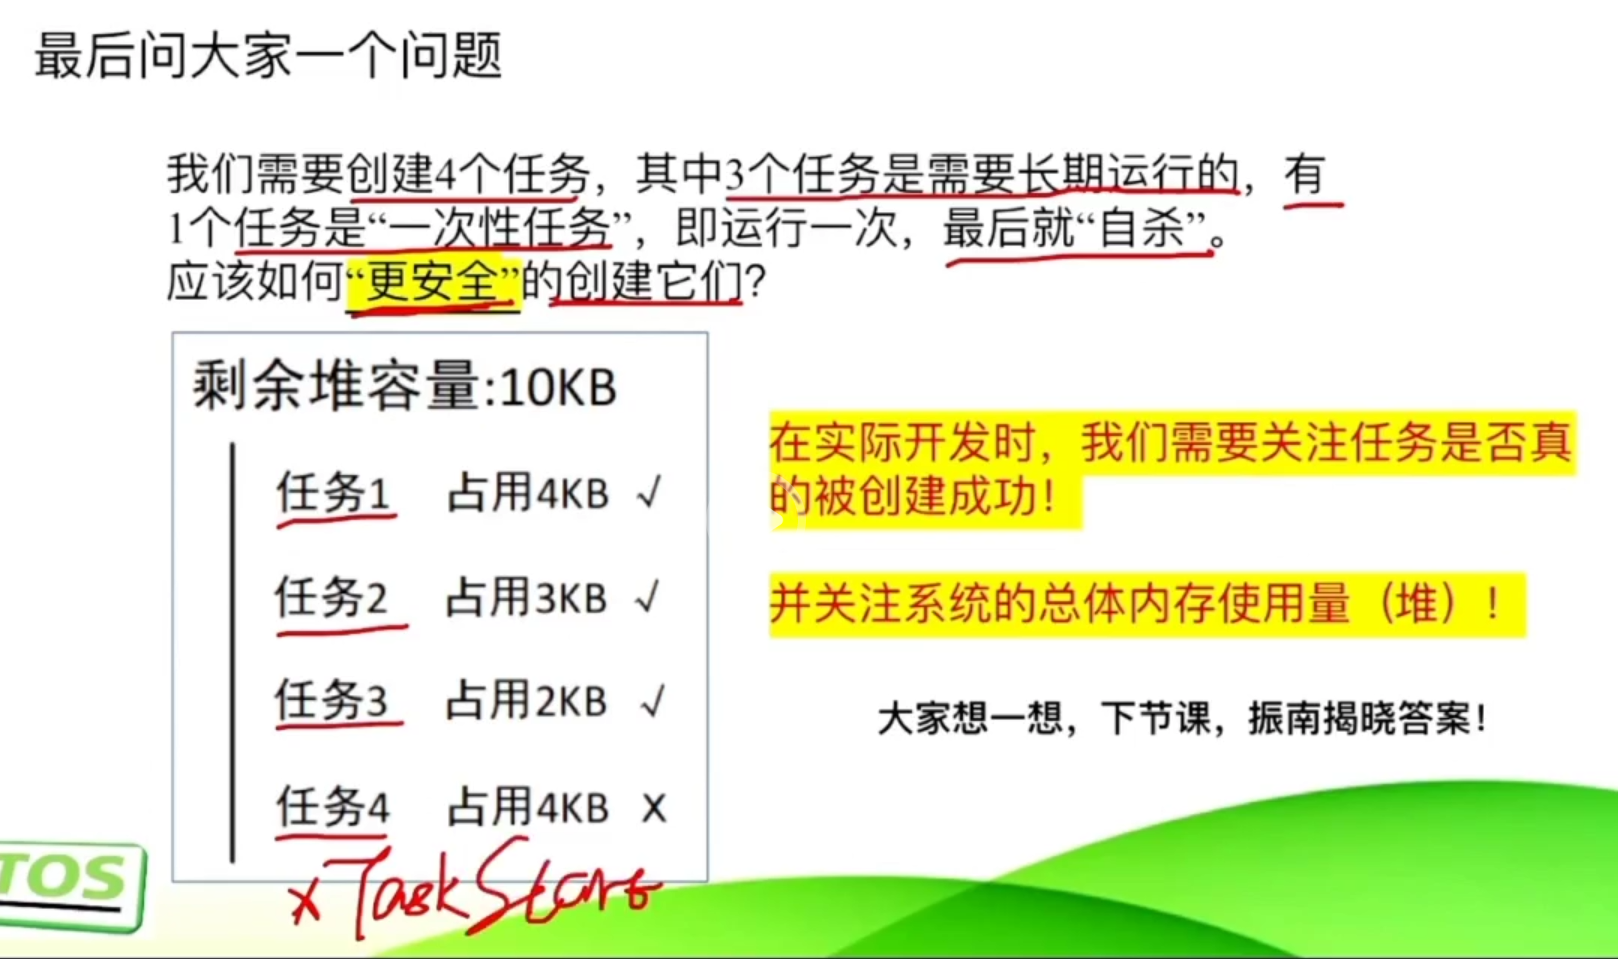 最后问大家一个问题
我们需要创建4个任务，其中3个任务是需要长期运行的，有
1个任务是“一次性任务”，即运行一次，最后就“自杀”。
应该如何“更安全”的创建它们？
剩余堆容量:10KB
任务1 占用4KB √
任务2 占用3KB √
任务3 占用2KB √
任务4 占用4KB X
x Task Start
在实际开发时，我们需要关注任务是否真
的被创建成功！
并关注系统的总体内存使用量（堆）！
大家想一想，下节课，振南揭晓答案！
TOS